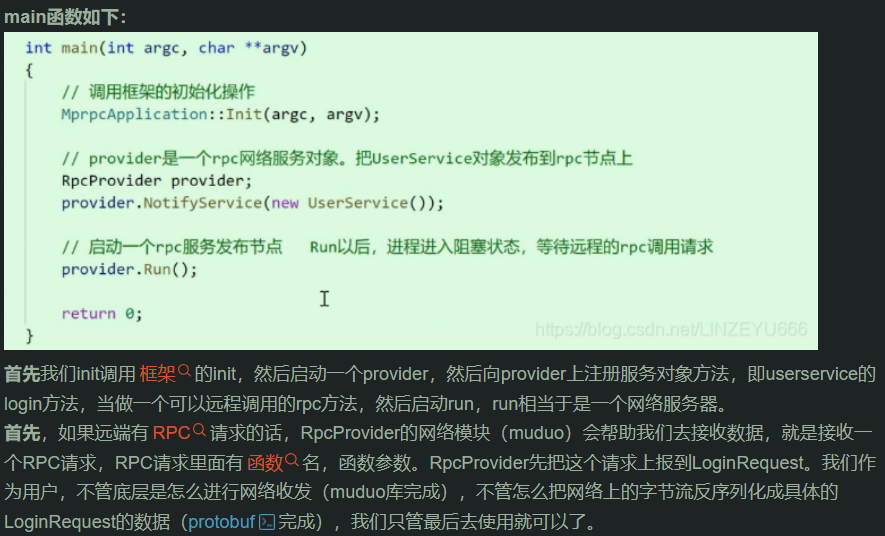 main函数如下：
int main(int argc, char **argv)
{
// 调用框架的初始化操作
MprpcApplication::Init(argc, argv);
// provider是一个rpc网络服务对象。把UserService对象发布到rpc节点上
RpcProvider provider;
provider.NotifyService(new UserService());
// 启动一个rpc服务发布节点 Run以后，进程进入阻塞状态，等待远程的rpc调用请求
provider.Run();
return 0;
https://blog.csdn.net/LINZEYU666
}
首先我们init调用框架的init，然后启动一个provider，然后向provider上注册服务对象方法，即userservice的
login方法，当做一个可以远程调用的rpc方法，然后启动run，run相当于是一个网络服务器。
首先，如果远端有RPC请求的话，RpcProvider的网络模块（muduo）会帮助我们去接收数据，就是接收一
个RPC请求，RPC请求里面有函数名，函数参数。RpcProvider先把这个请求上报到LoginRequest。我们作
为用户，不管底层是怎么进行网络收发（muduo库完成），不管怎么把网络上的字节流反序列化成具体的
LoginRequest的数据（protobuf完成），我们只管最后去使用就可以了。